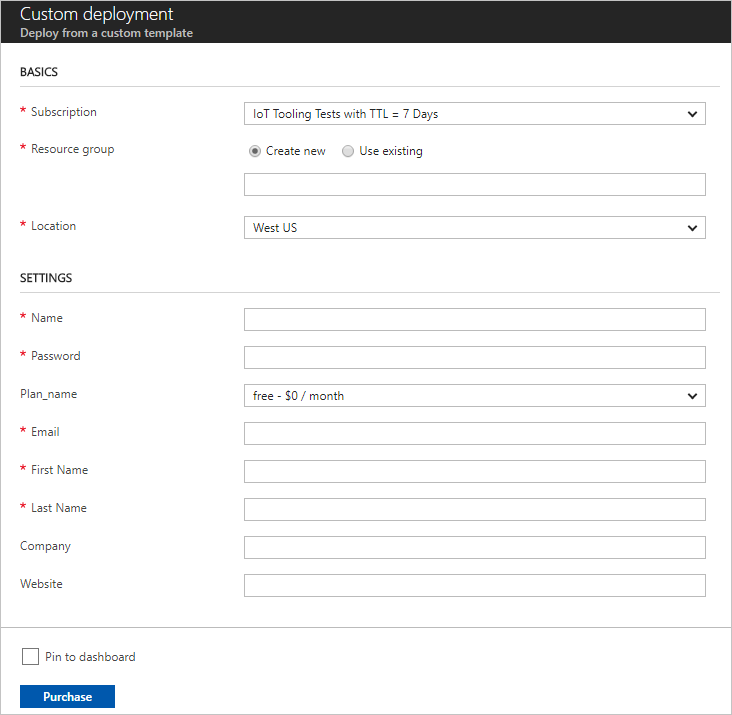 Custom deployment
Deploy from a custom template
BASICS
* Subscription
IoT Tooling Tests with TTL = 7 Days
* Resource group
Create new Use existing
* Location
West US
SETTINGS
* Name
* Password
Plan_name
free - $0 / month
* Email
* First Name
* Last Name
Company
Website
Pin to dashboard
Purchase